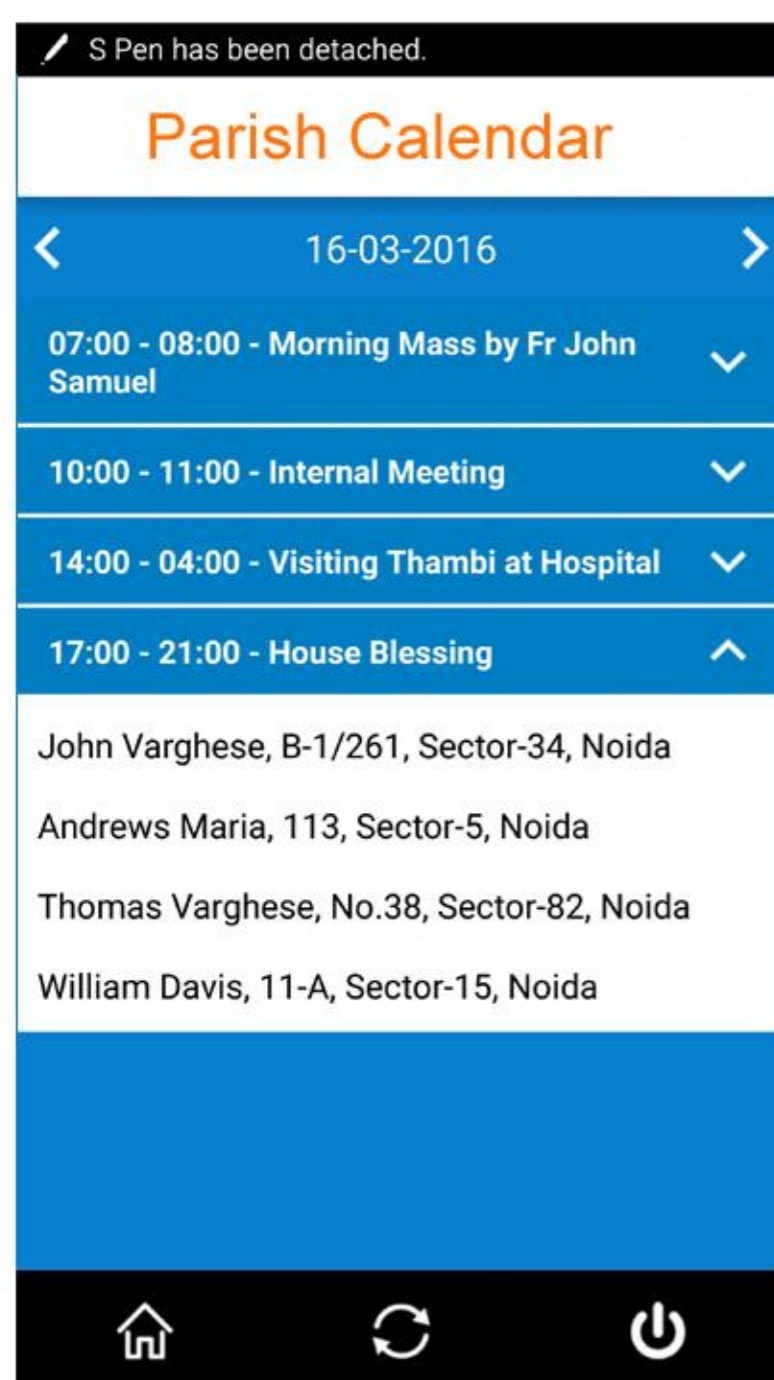 S Pen has been detached.
Parish Calendar
16-03-2016
07:00 - 08:00 - Morning Mass by Fr John
Samuel
10:00 - 11:00 - Internal Meeting
14:00 - 04:00 - Visiting Thambi at Hospital
17:00 - 21:00 - House Blessing
John Varghese, B-1/261, Sector-34, Noida
Andrews Maria, 113, Sector-5, Noida
Thomas Varghese, No.38, Sector-82, Noida
William Davis, 11-A, Sector-15, Noida